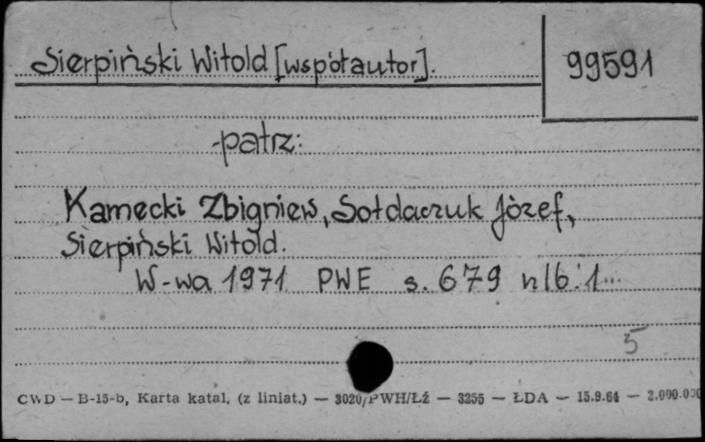 Sierpiński Witold [współautor].
99591
patrz:
Kamecki Zbigniew, Sołdaczuk Józef,
Sierpiński Witold.
W-wa 1971 PWE s. 679 nlb. 1
5
CWD — B-15-b, Karta katal. (z liniat.) — 3020/PWH/Łź — 3255 — ŁDA — 15.9.64 — 2.000.000